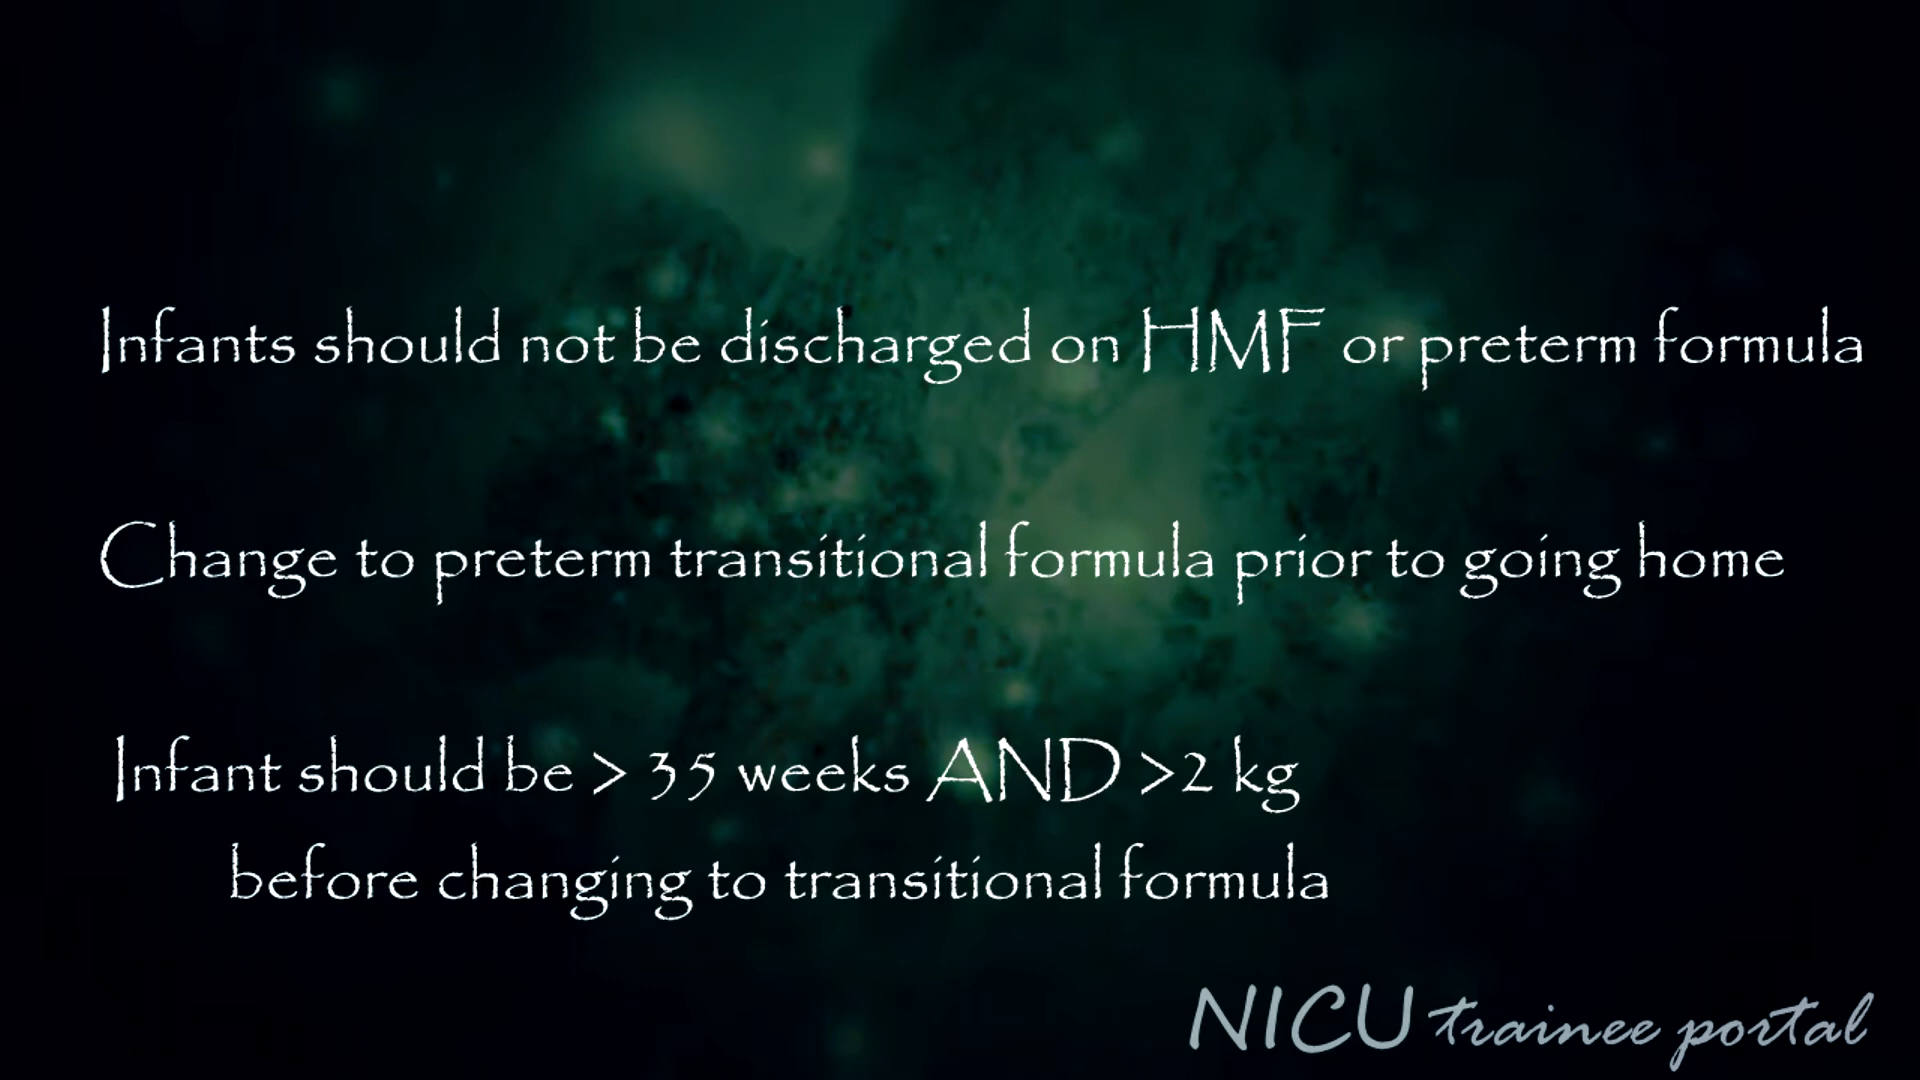 Infants should not be discharged on HMF or preterm formula
Change to preterm transitional formula prior to going home
Infant should be > 35 weeks AND >2 kg
before changing to transitional formula
NICU trainee portal